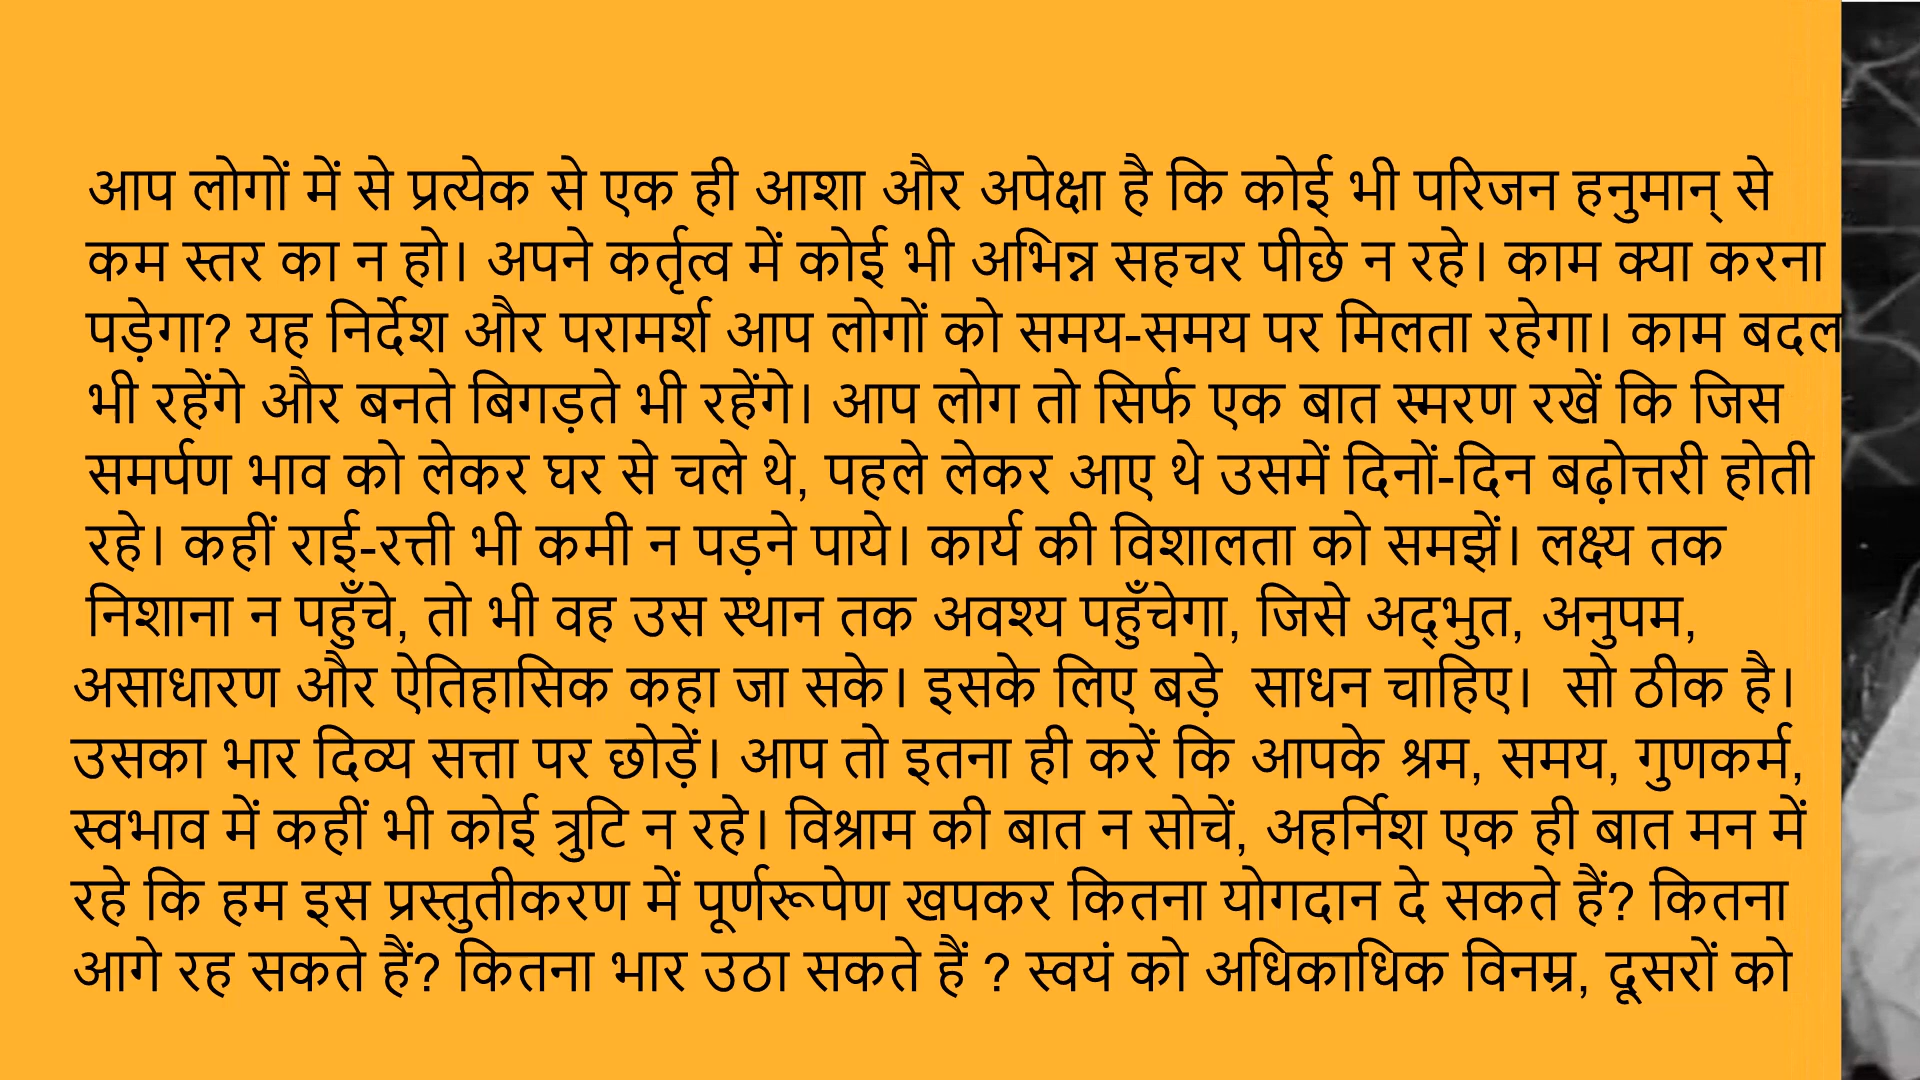 आप लोगों में से प्रत्येक से एक ही आशा और अपेक्षा है कि कोई भी परिजन हनुमान् से
कम स्तर का न हो। अपने कर्तृत्व में कोई भी अभिन्न सहचर पीछे न रहे। काम क्या करना
पड़ेगा? यह निर्देश और परामर्श आप लोगों को समय-समय पर मिलता रहेगा। काम बदल
भी रहेंगे और बनते बिगड़ते भी रहेंगे। आप लोग तो सिर्फ एक बात स्मरण रखें कि जिस
समर्पण भाव को लेकर घर से चले थे, पहले लेकर आए थे उसमें दिनों-दिन बढ़ोत्तरी होती
रहे। कहीं राई-रत्ती भी कमी न पड़ने पाये। कार्य की विशालता को समझें। लक्ष्य तक
निशाना न पहुँचे, तो भी वह उस स्थान तक अवश्य पहुँचेगा, जिसे अद्‌भुत, अनुपम,
असाधारण और ऐतिहासिक कहा जा सके। इसके लिए बड़े  साधन चाहिए।  सो ठीक है।
उसका भार दिव्य सत्ता पर छोड़ें। आप तो इतना ही करें कि आपके श्रम, समय, गुणकर्म,
स्वभाव में कहीं भी कोई त्रुटि न रहे। विश्राम की बात न सोचें, अहर्निश एक ही बात मन में
रहे कि हम इस प्रस्तुतीकरण में पूर्णरूपेण खपकर कितना योगदान दे सकते हैं? कितना
आगे रह सकते हैं? कितना भार उठा सकते हैं ? स्वयं को अधिकाधिक विनम्र, दूसरों को